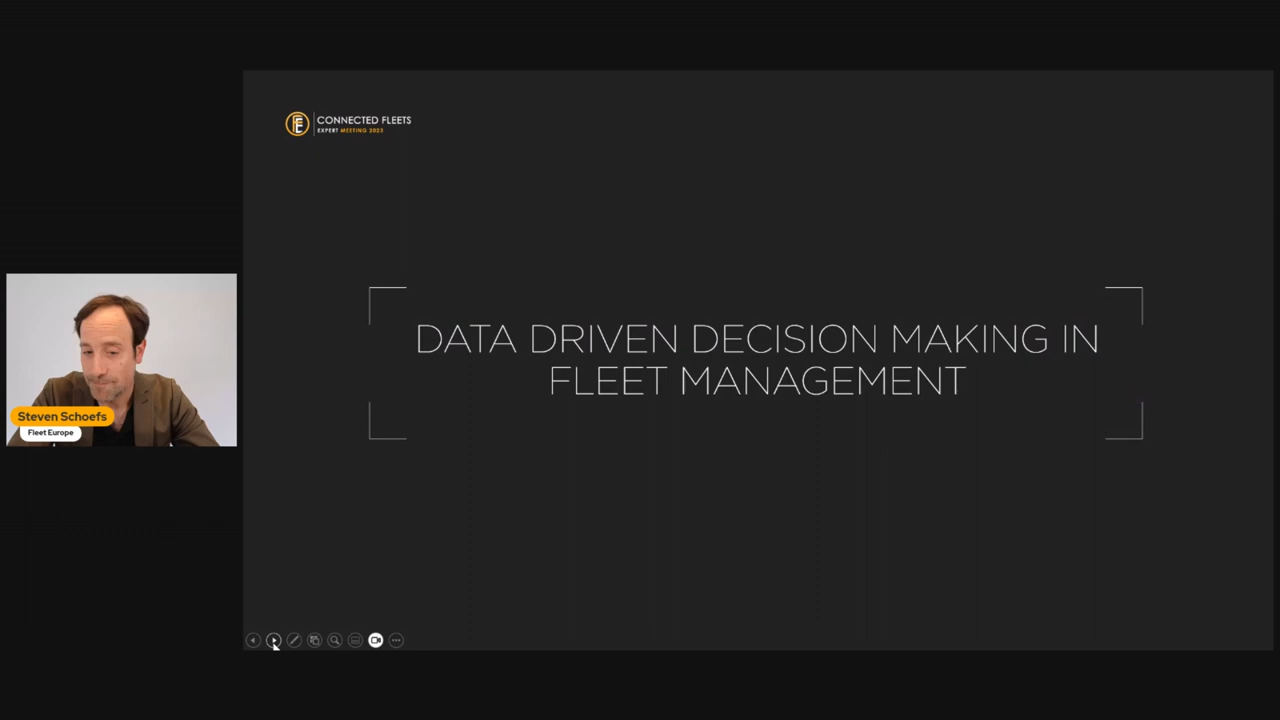 CONNECTED FLEETS
EXPERT MEETING 2023
DATA DRIVEN DECISION MAKING IN
FLEET MANAGEMENT
Steven Schoefs
Fleet Europe